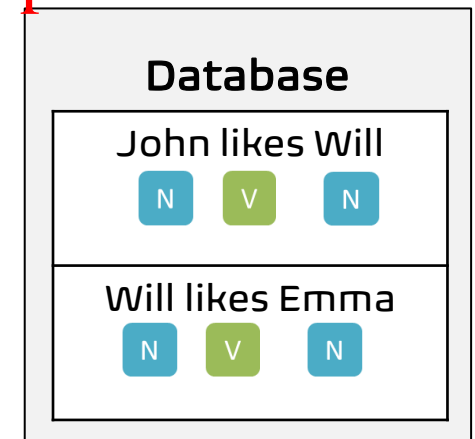 Database
John likes Will
N V N
Will likes Emma
N V N